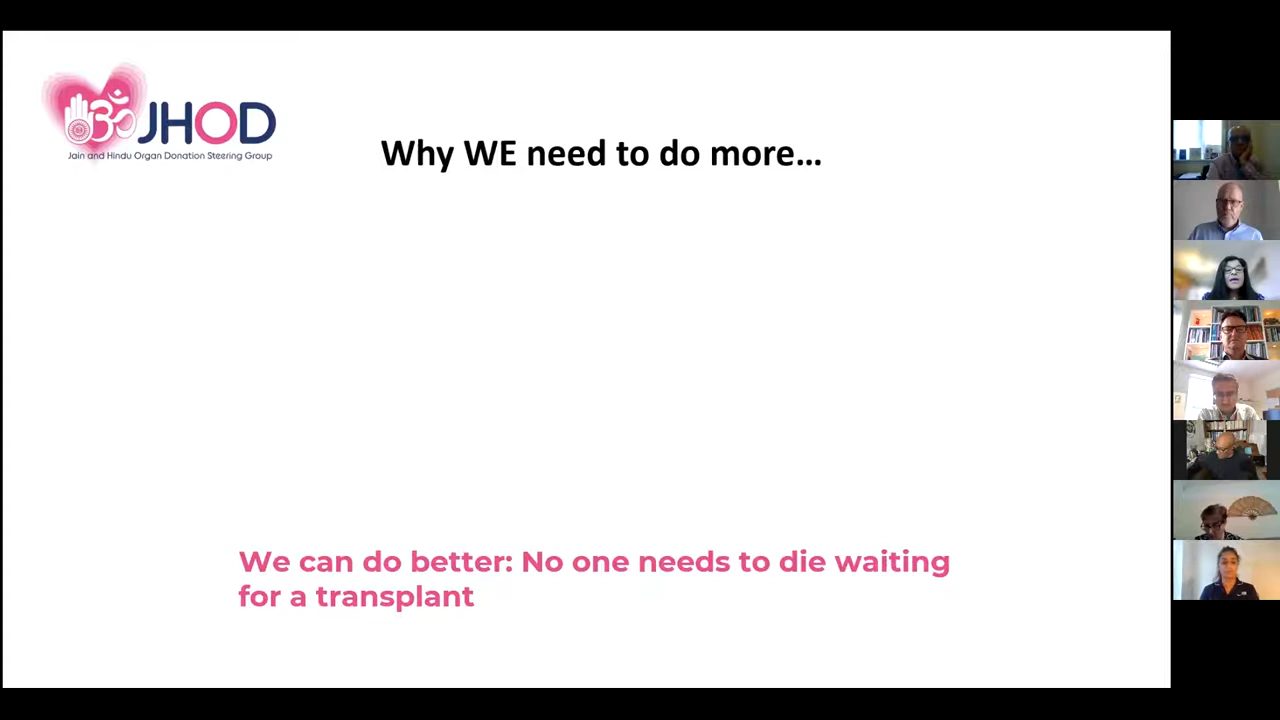 ॐ JHOD
Jain and Hindu Organ Donation Steering Group
Why WE need to do more...
We can do better: No one needs to die waiting
for a transplant